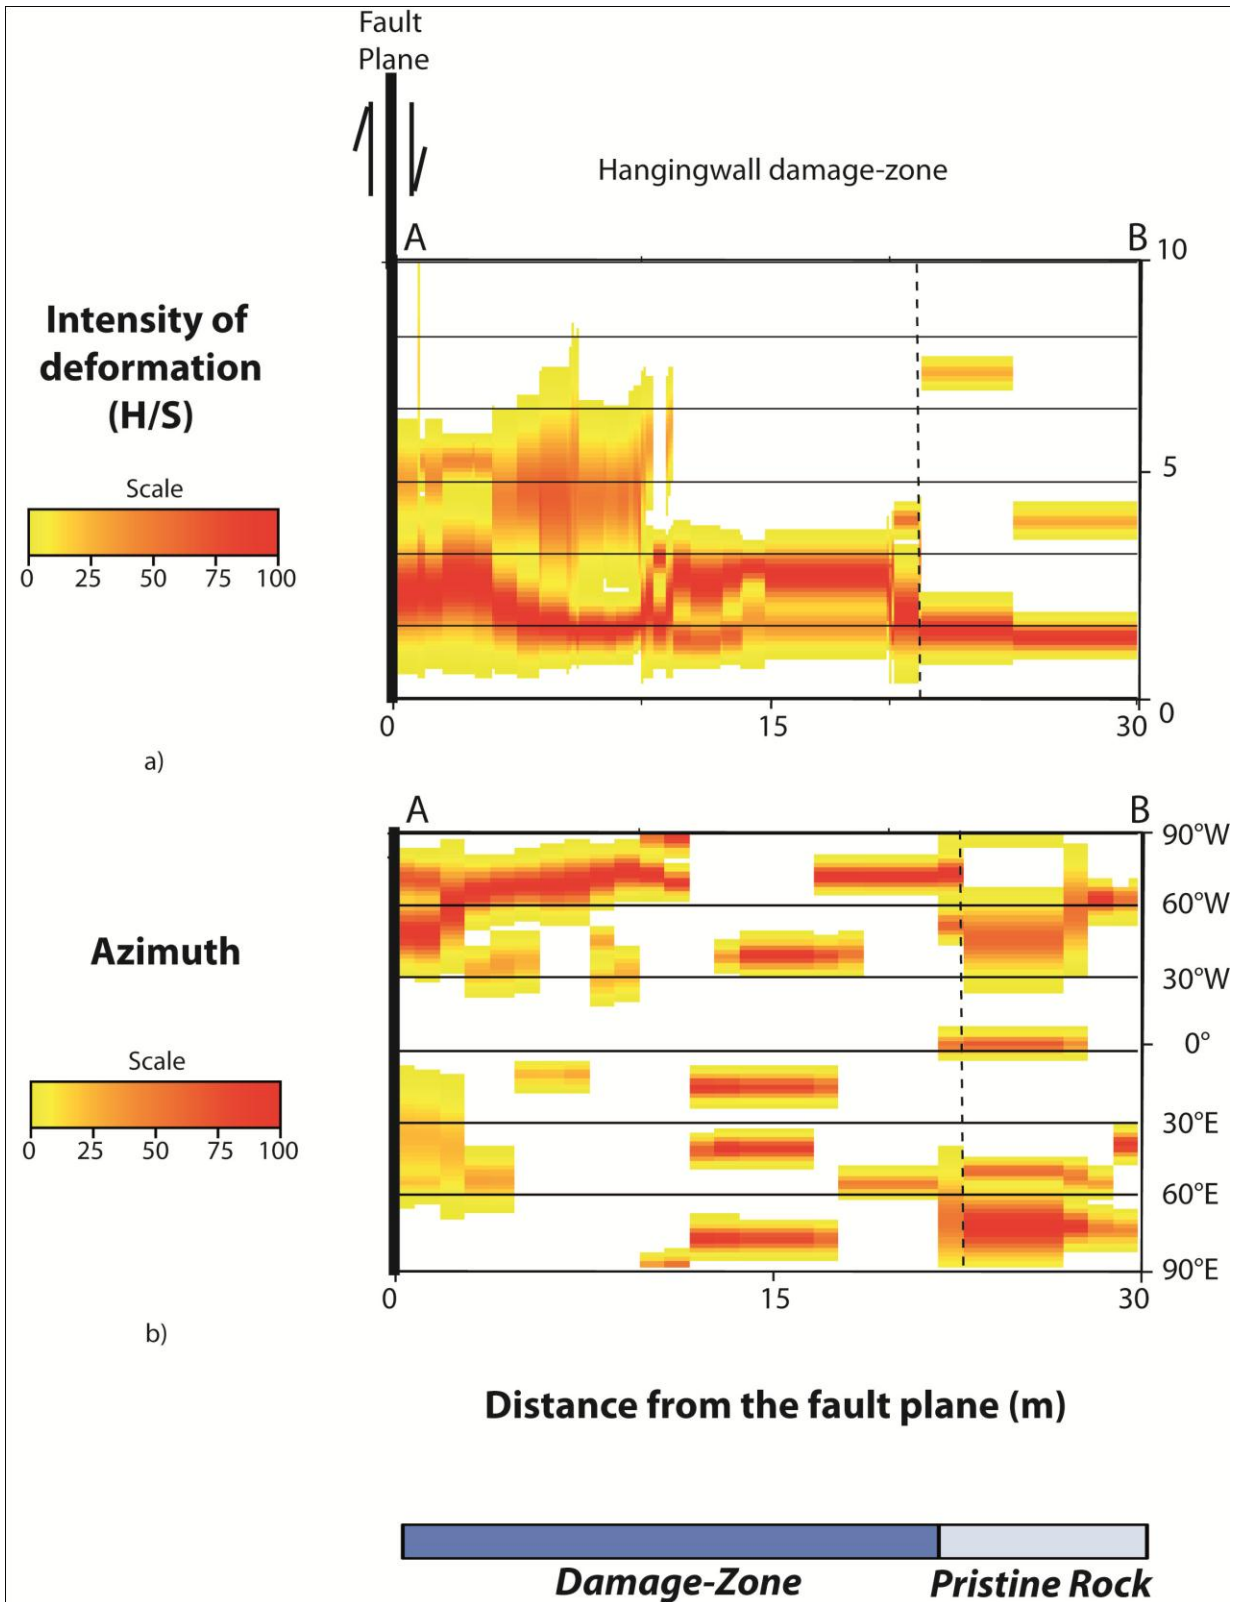 Fault
Plane
Hangingwall damage-zone
A
B
10
Intensity of
deformation
(H/S)
Scale
0 25 50 75 100
5
0
0 15 30
a)
A
B
90°W
60°W
Azimuth
30°W
Scale
0°
0 25 50 75 100
30°E
60°E
90°E
0 15 30
b)
Distance from the fault plane (m)
Damage-Zone
Pristine Rock